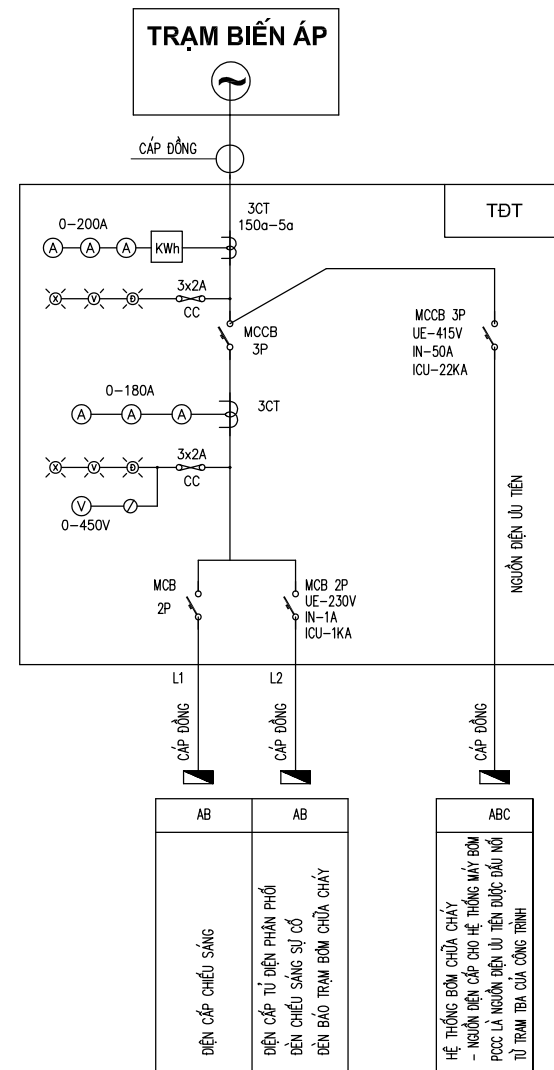 TRẠM BIẾN ÁP
CÁP ĐỒNG
TĐT
3CT
150a-5a
0-200A
A
A
A
KWh
X
V
Đ
3x2A
CC
MCCB
3P
MCCB 3P
UE-415V
IN-50A
ICU-22KA
0-180A
A
A
A
3CT
X
V
Đ
3x2A
CC
V
0-450V
NGUỒN ĐIỆN ƯU TIÊN
MCB
2P
MCB 2P
UE-230V
IN-1A
ICU-1KA
L1
L2
CÁP ĐỒNG
CÁP ĐỒNG
CÁP ĐỒNG
AB
AB
ABC
ĐIỆN CẤP CHIẾU SÁNG
ĐIỆN CẤP TỦ ĐIỆN PHÂN PHỐI
ĐÈN CHIẾU SÁNG SỰ CỐ
ĐEN BÁO TRẠM BƠM CHỮA CHÁY
HỆ THỐNG BƠM CHỮA CHÁY
- NGUỒN ĐIỆN CẤP CHO HỆ THỐNG MÁY BƠM
PCCC LÀ NGUỒN ĐIỆN ƯU TIÊN ĐƯỢC ĐẤU NỐI
TỪ TRẠM TBA CỦA CÔNG TRÌNH